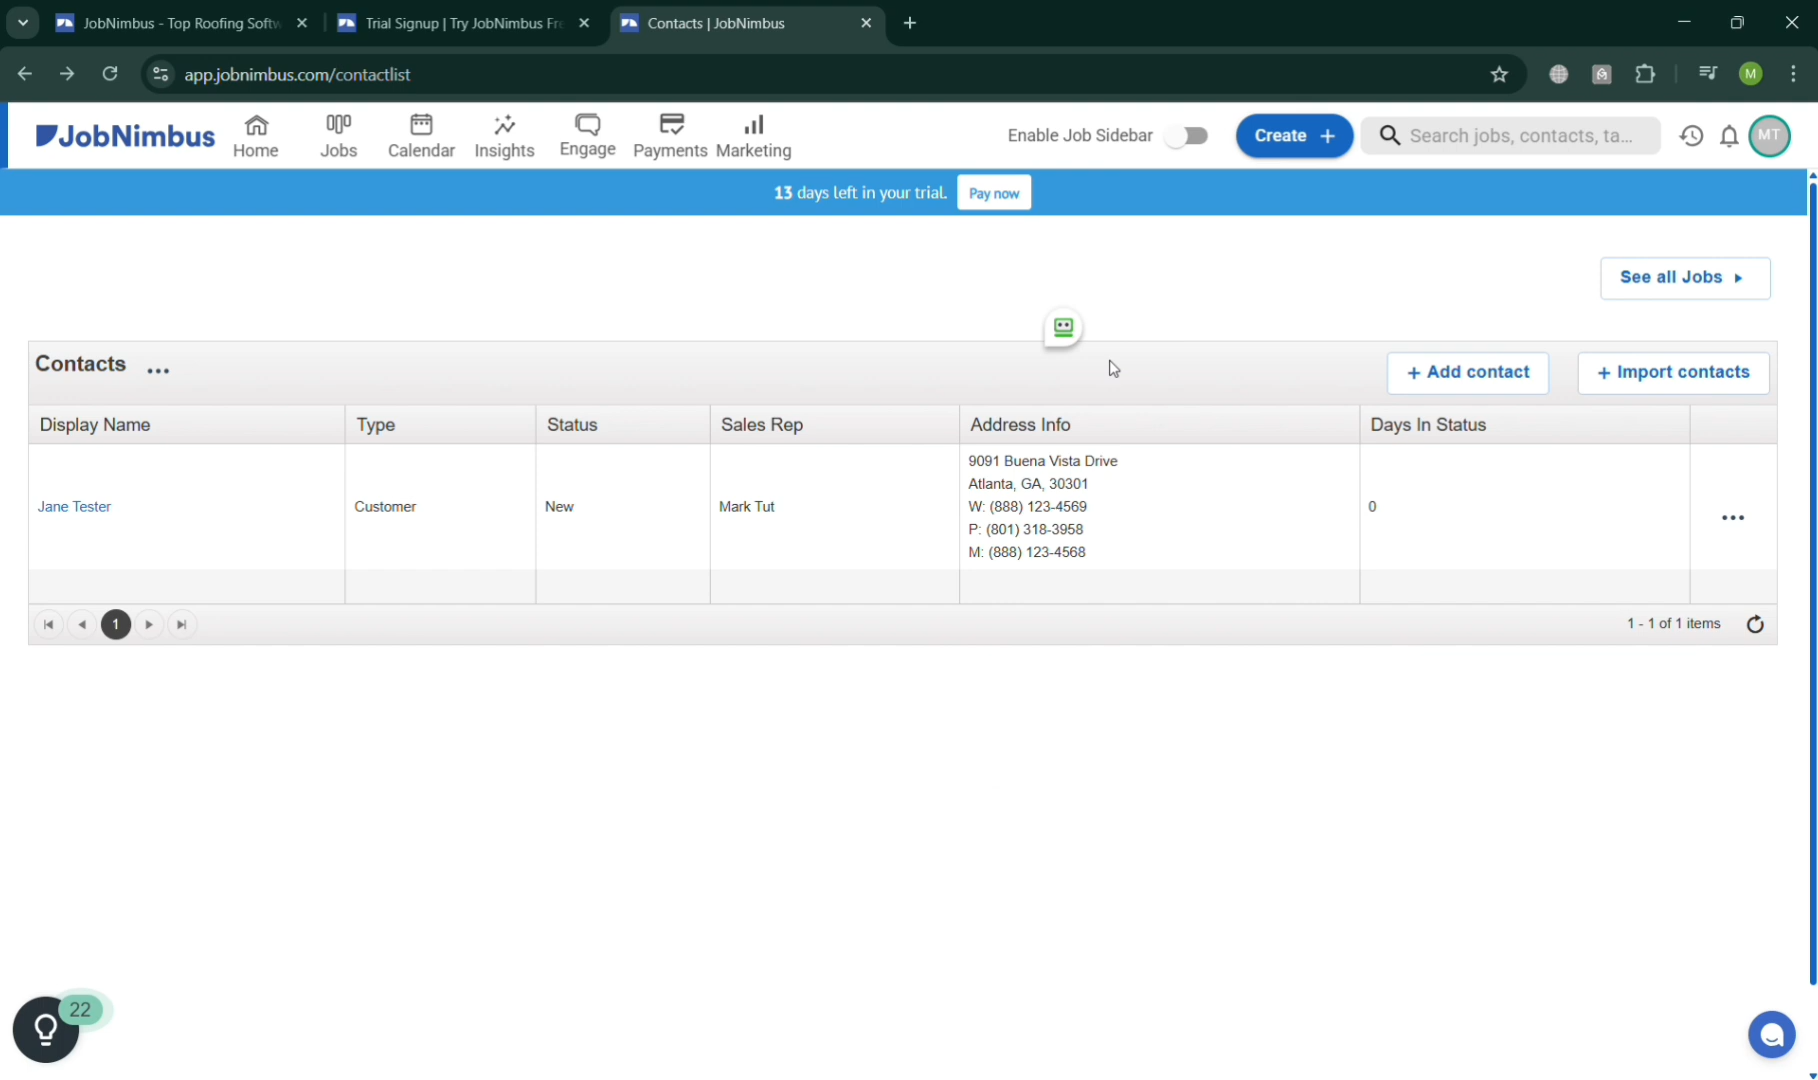 JobNimbus - Top Roofing Softw
Trial Signup | Try JobNimbus Fre
Contacts | JobNimbus
app.jobnimbus.com/contactlist
M
JobNimbus
Home
Jobs
Calendar
Insights
Engage
Payments
Marketing
Enable Job Sidebar
Create +
Search jobs, contacts, ta...
MT
13 days left in your trial.
Pay now
See all Jobs
Contacts ...
+ Add contact
+ Import contacts
Display Name
Type
Status
Sales Rep
Address Info
Days In Status
Jane Tester
Customer
New
Mark Tut
9091 Buena Vista Drive
Atlanta, GA, 30301
W: (888) 123-4569
P: (801) 318-3958
M: (888) 123-4568
0
...
1
1 - 1 of 1 items
22